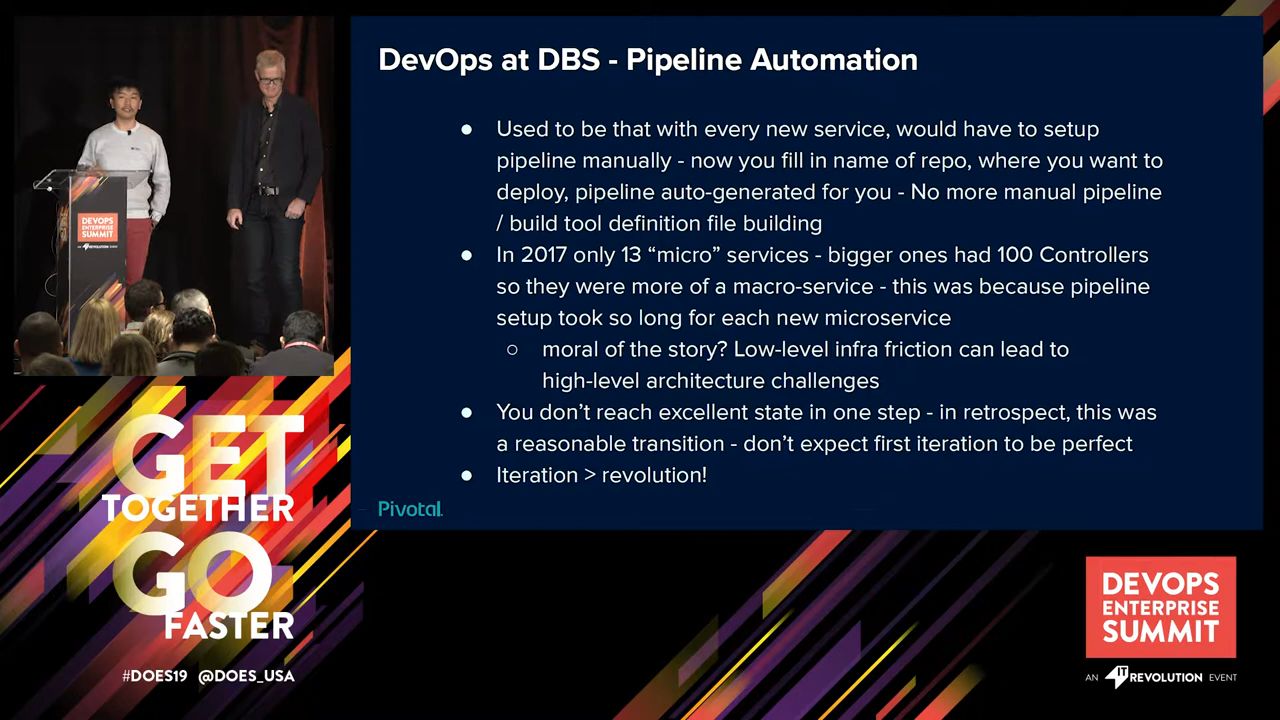 DevOps at DBS - Pipeline Automation
● Used to be that with every new service, would have to setup
pipeline manually - now you fill in name of repo, where you want to
deploy, pipeline auto-generated for you - No more manual pipeline
/ build tool definition file building
● In 2017 only 13 “micro” services - bigger ones had 100 Controllers
so they were more of a macro-service - this was because pipeline
setup took so long for each new microservice
○ moral of the story? Low-level infra friction can lead to
high-level architecture challenges
● You don’t reach excellent state in one step - in retrospect, this was
a reasonable transition - don’t expect first iteration to be perfect
● Iteration > revolution!
Pivotal
DEVOPS
ENTERPRISE
SUMMIT
AN IT REVOLUTION EVENT
GET
TOGETHER
GO
FASTER
#DOES19 @DOES_USA
DEVOPS
ENTERPRISE
SUMMIT
AN IT REVOLUTION EVENT